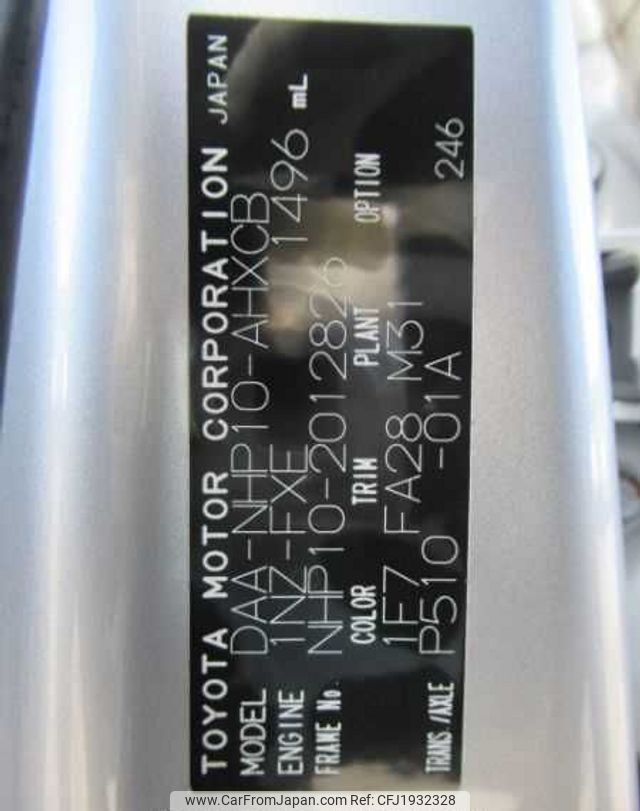 TOYOTA MOTOR CORPORATION JAPAN
MODEL DAA-NHP10-AHXCB
ENGINE 1NZ-FXE 1496 mL
FRAME No. NHP10-2012826
COLOR TRIM PLANT OPTION
1F7 FA28 M31
TRANS/AXLE P510 -01A 246
www.CarFromJapan.com Ref: CFJ1932328